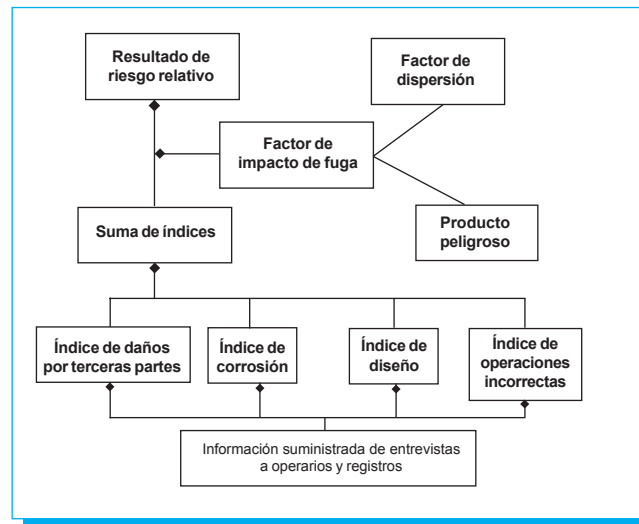 Resultado de
riesgo relativo
Factor de
dispersión
Factor de
impacto de fuga
Suma de índices
Producto
peligroso
Índice de daños
por terceras partes
Índice de
corrosión
Índice de
diseño
Índice de
operaciones
incorrectas
Información suministrada de entrevistas
a operarios y registros